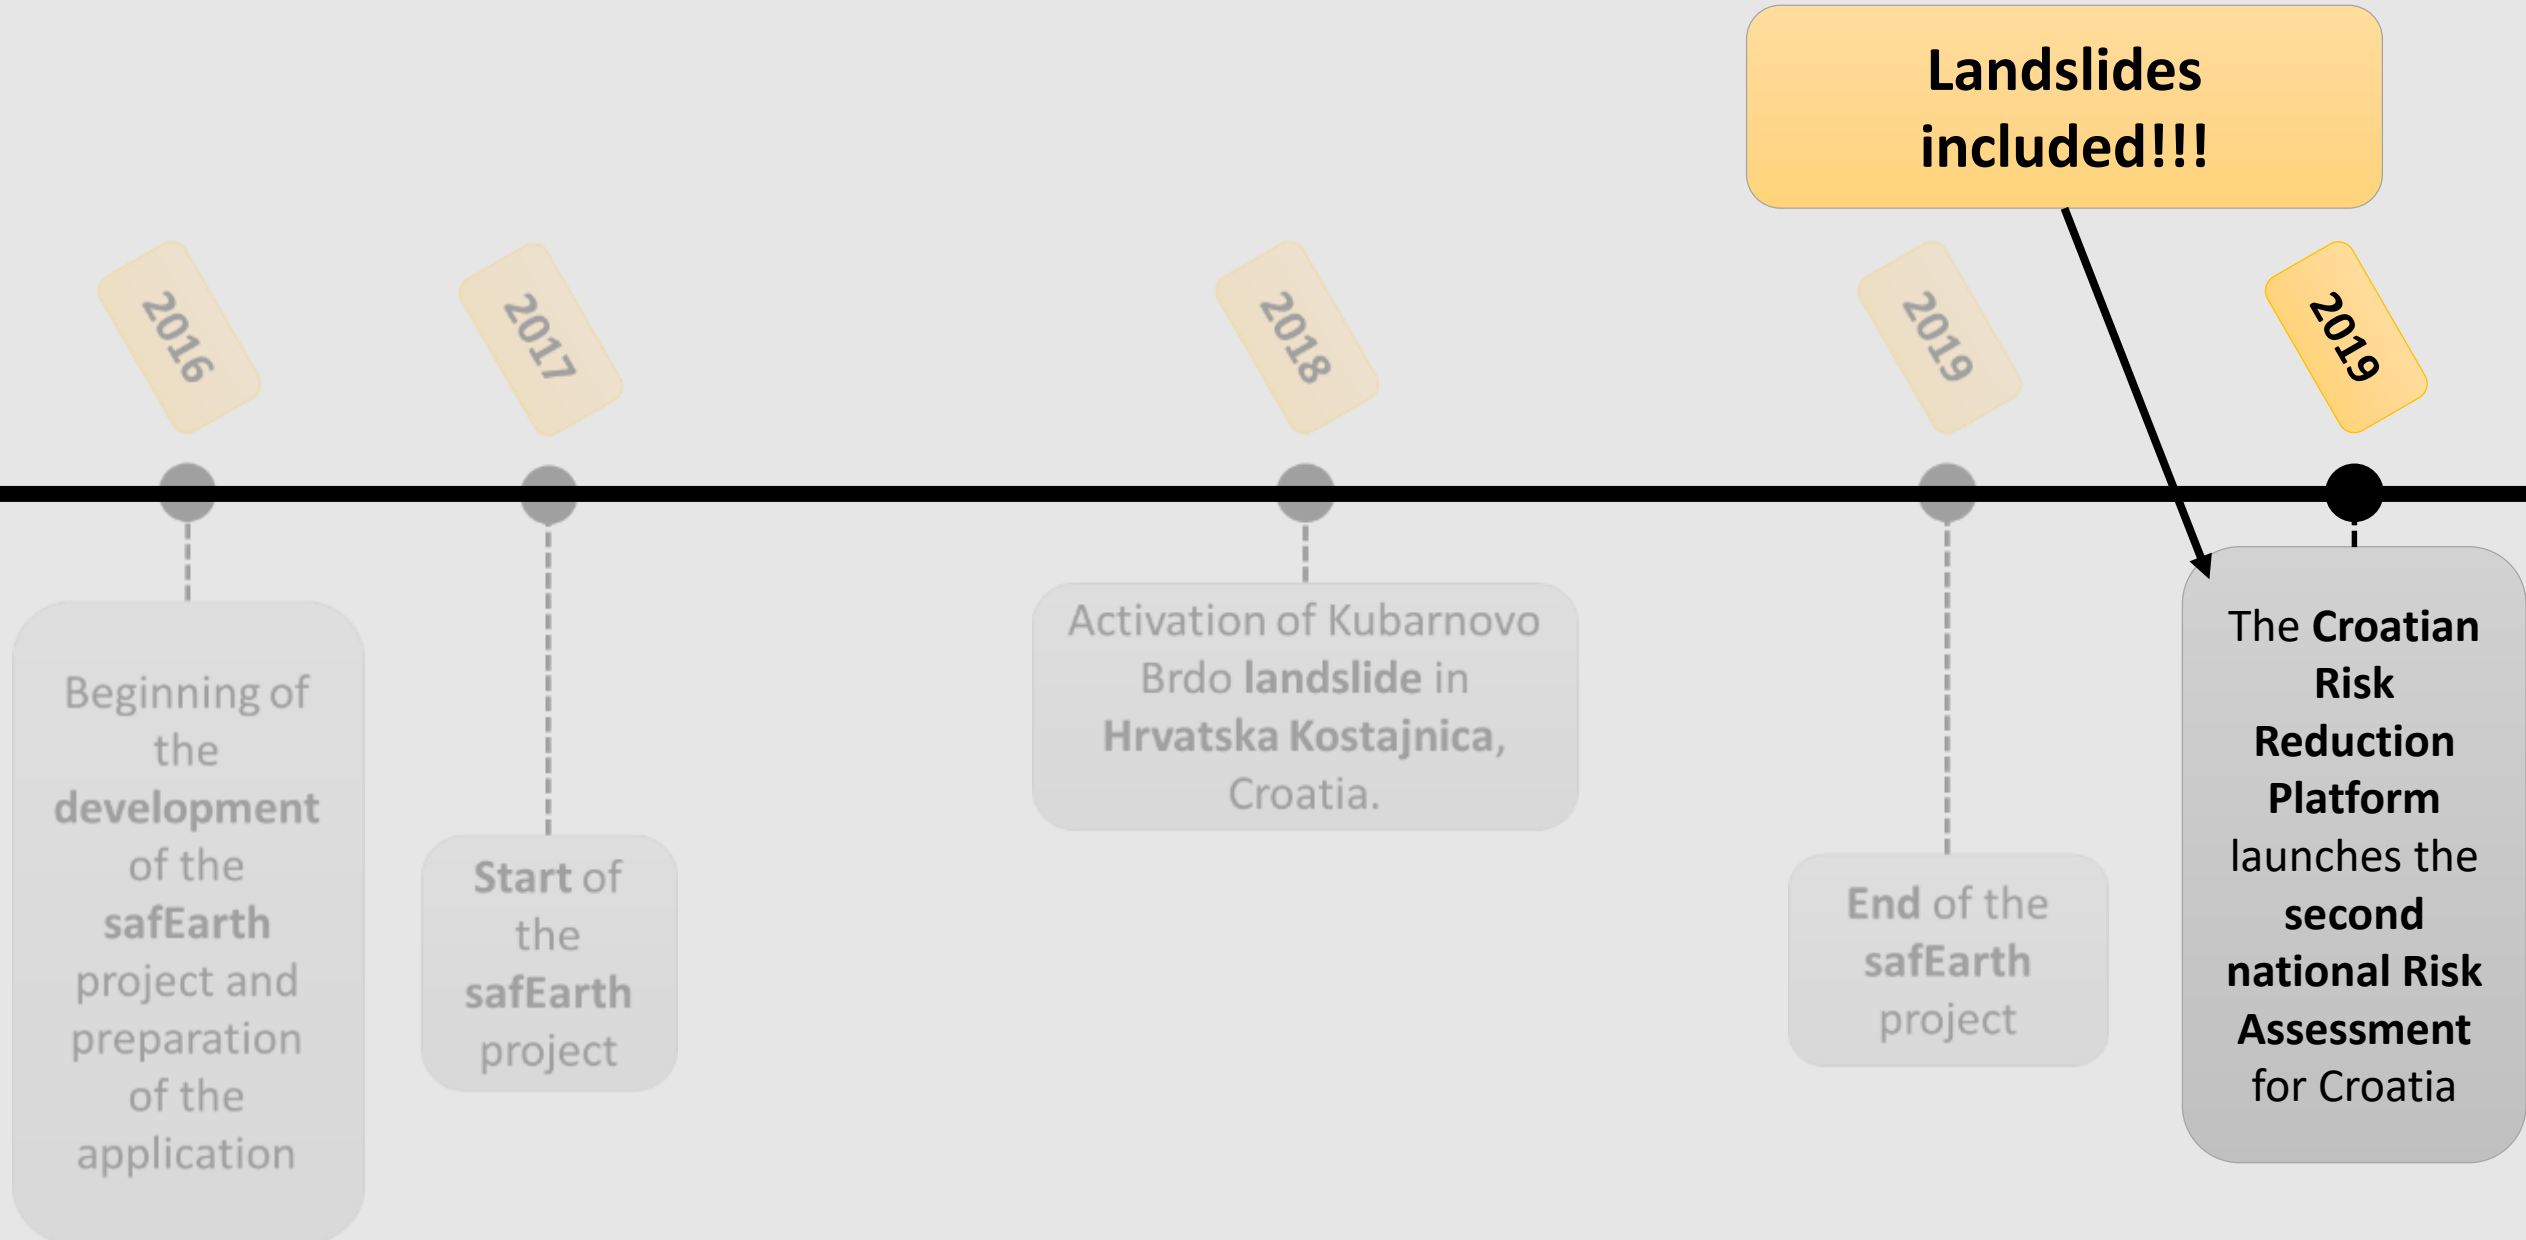 Landslides
included!!!
2016
2017
2018
2019
2019
Beginning of
the
development
of the
safEarth
project and
preparation
of the
application
Start of
the
safEarth
project
Activation of Kubarnovo
Brdo landslide in
Hrvatska Kostajnica,
Croatia.
End of the
safEarth
project
The Croatian
Risk
Reduction
Platform
launches the
second
national Risk
Assessment
for Croatia